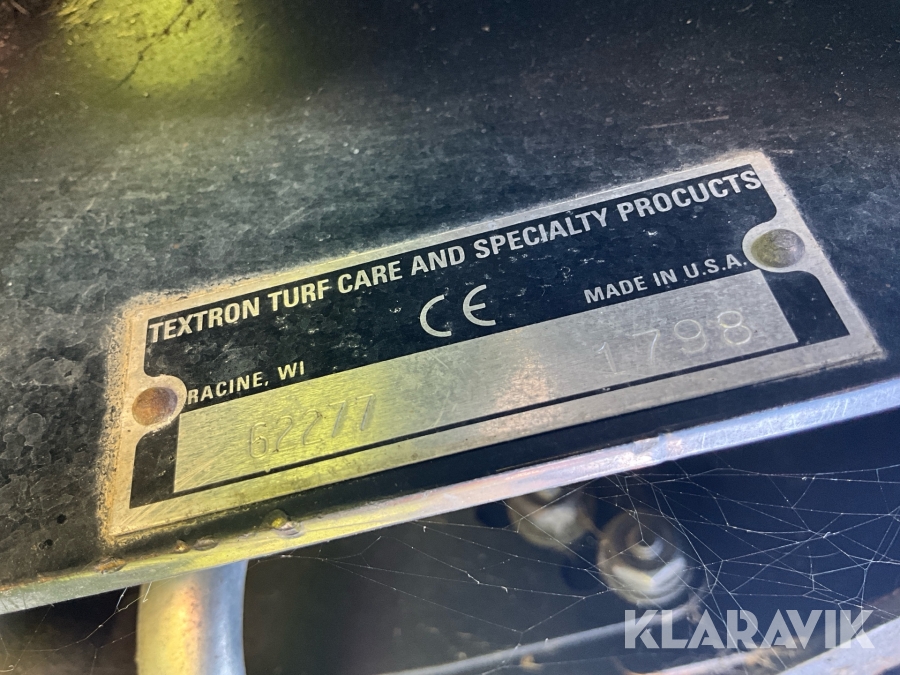 TEXTRON TURF CARE AND SPECIALTY PROCUCTS
CE
MADE IN U.S.A.
RACINE, WI
62277
1798
KLARAVIK